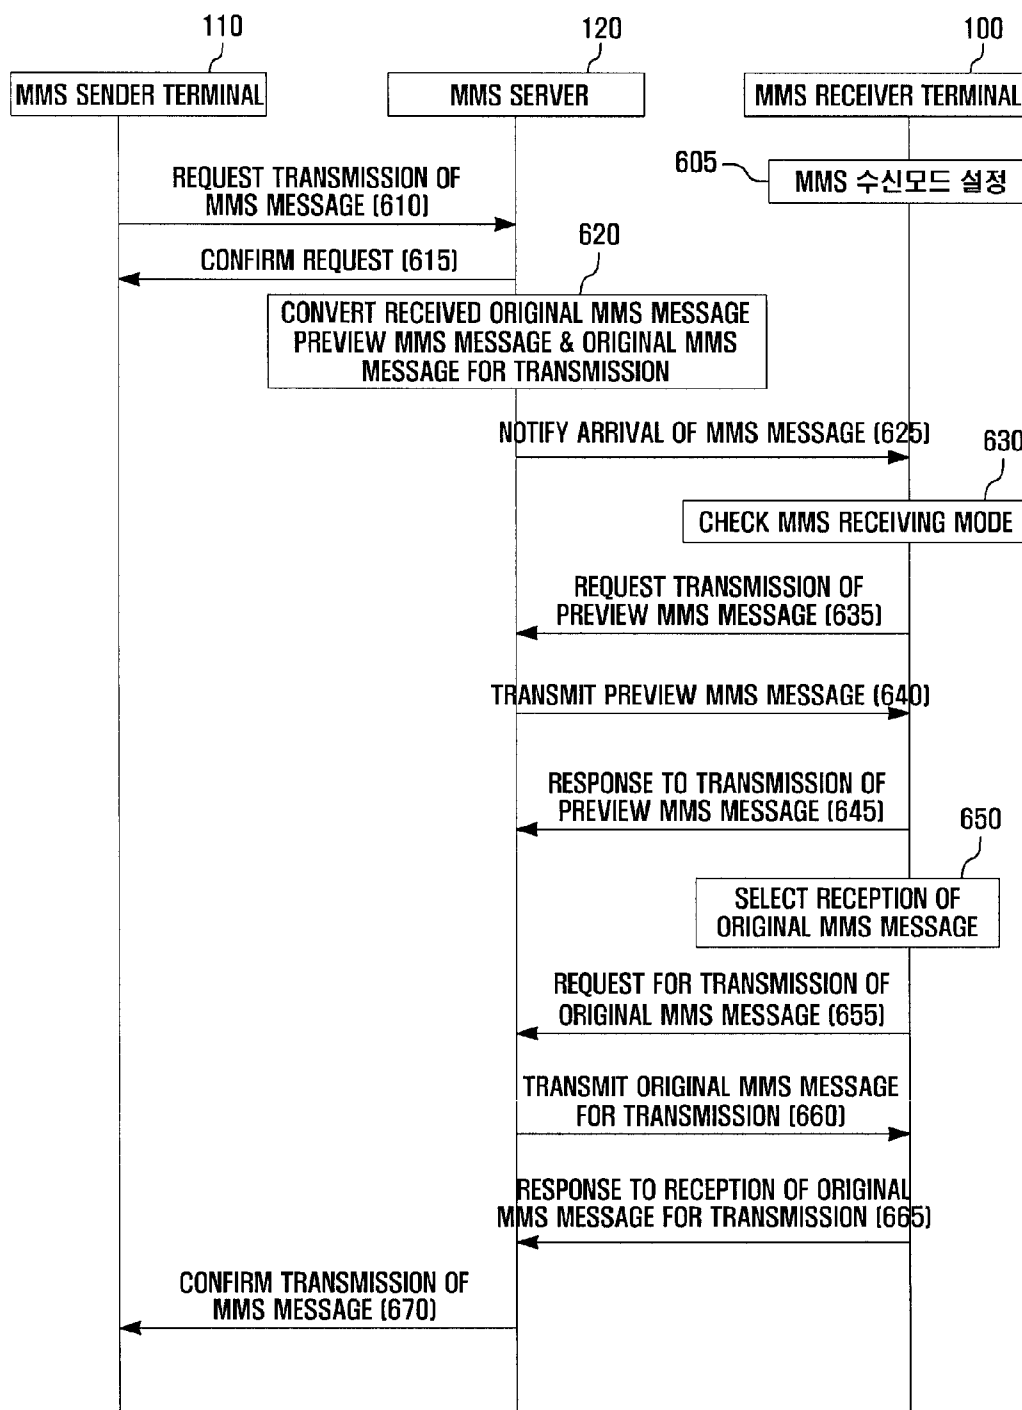 110
120
100
MMS SENDER TERMINAL
MMS SERVER
MMS RECEIVER TERMINAL
605
MMS 수신모드 설정
REQUEST TRANSMISSION OF
MMS MESSAGE (610)
CONFIRM REQUEST (615)
620
CONVERT RECEIVED ORIGINAL MMS MESSAGE
PREVIEW MMS MESSAGE & ORIGINAL MMS
MESSAGE FOR TRANSMISSION
NOTIFY ARRIVAL OF MMS MESSAGE (625)
630
CHECK MMS RECEIVING MODE
REQUEST TRANSMISSION OF
PREVIEW MMS MESSAGE (635)
TRANSMIT PREVIEW MMS MESSAGE (640)
RESPONSE TO TRANSMISSION OF
PREVIEW MMS MESSAGE (645)
650
SELECT RECEPTION OF
ORIGINAL MMS MESSAGE
REQUEST FOR TRANSMISSION OF
ORIGINAL MMS MESSAGE (655)
TRANSMIT ORIGINAL MMS MESSAGE
FOR TRANSMISSION (660)
RESPONSE TO RECEPTION OF ORIGINAL
MMS MESSAGE FOR TRANSMISSION (665)
CONFIRM TRANSMISSION OF
MMS MESSAGE (670)